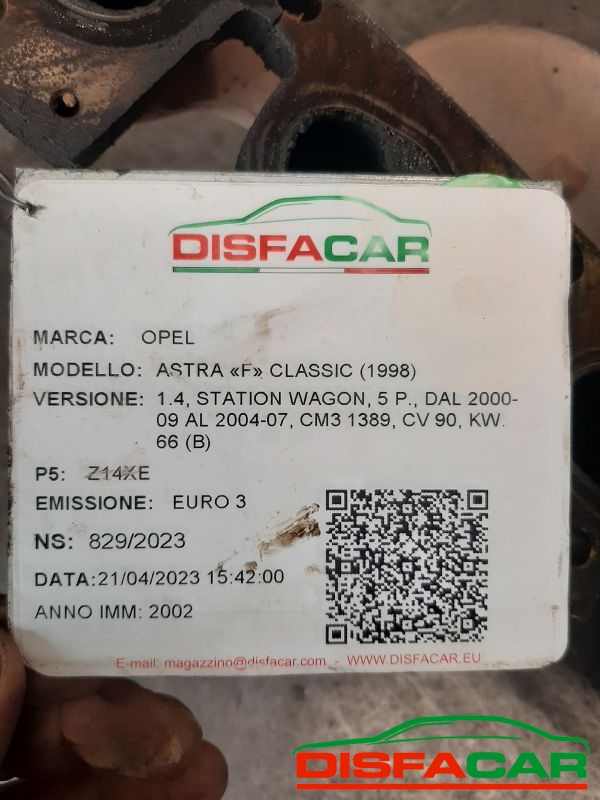 DISFACAR
MARCA: OPEL
MODELLO: ASTRA «F» CLASSIC (1998)
VERSIONE: 1.4, STATION WAGON, 5 P., DAL 2000-
09 AL 2004-07, CM3 1389, CV 90, KW.
66 (B)
P5: Z14XE
EMISSIONE: EURO 3
NS: 829/2023
DATA:21/04/2023 15:42:00
ANNO IMM: 2002
E-mail: magazzino@disfacar.com - WWW.DISFACAR.EU
DISFACAR